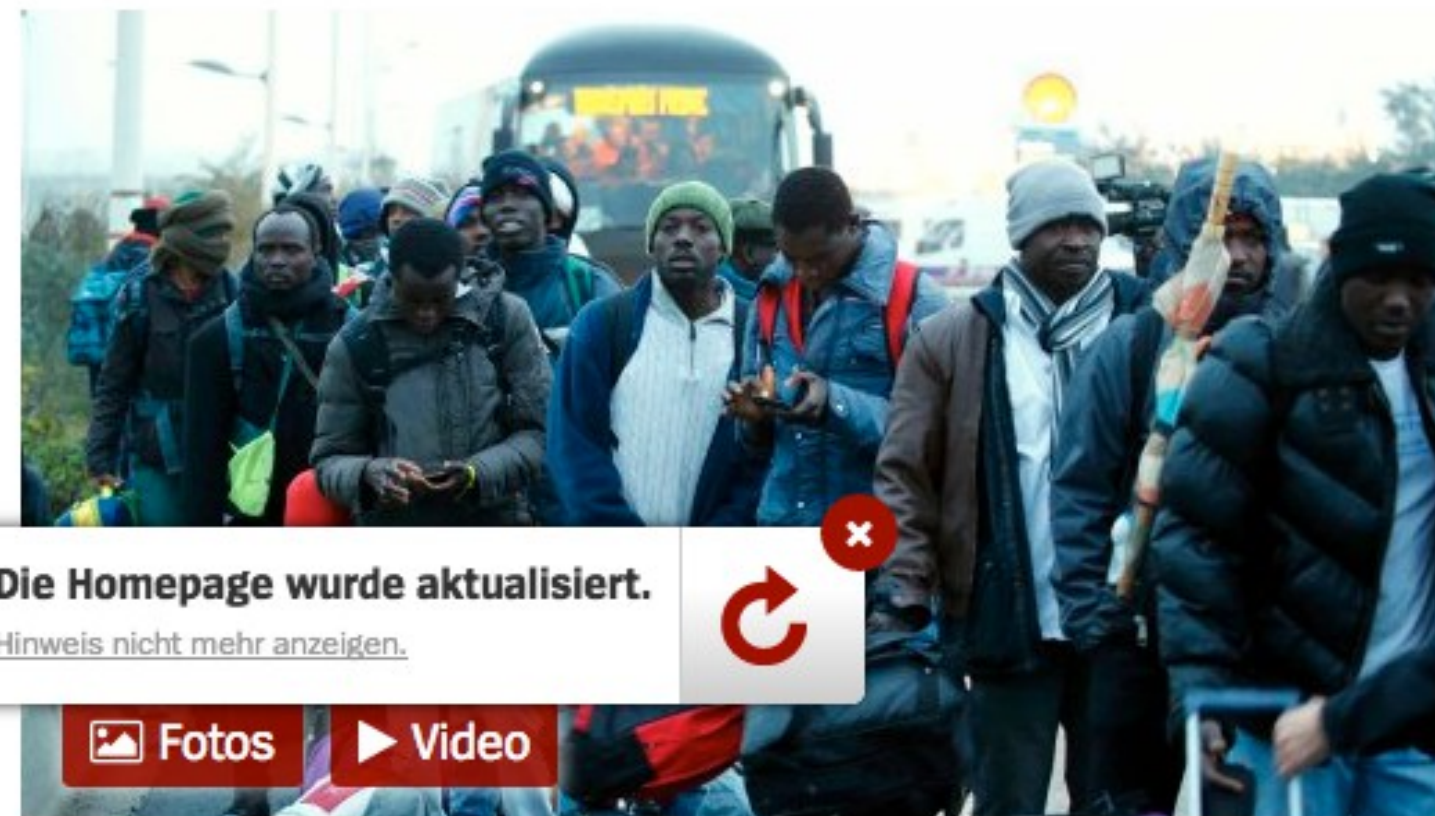 Die Homepage wurde aktualisiert.
Hinweis nicht mehr anzeigen.
Fotos
Video